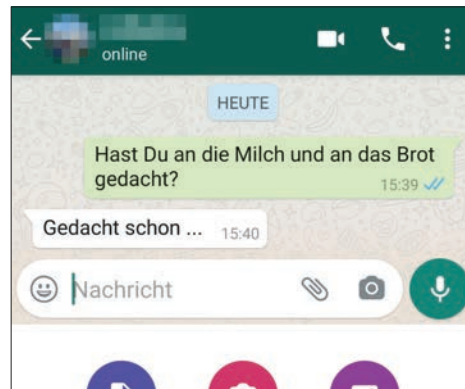 online
HEUTE
Hast Du an die Milch und an das Brot
gedacht?
15:39
Gedacht schon ...
15:40
Nachricht